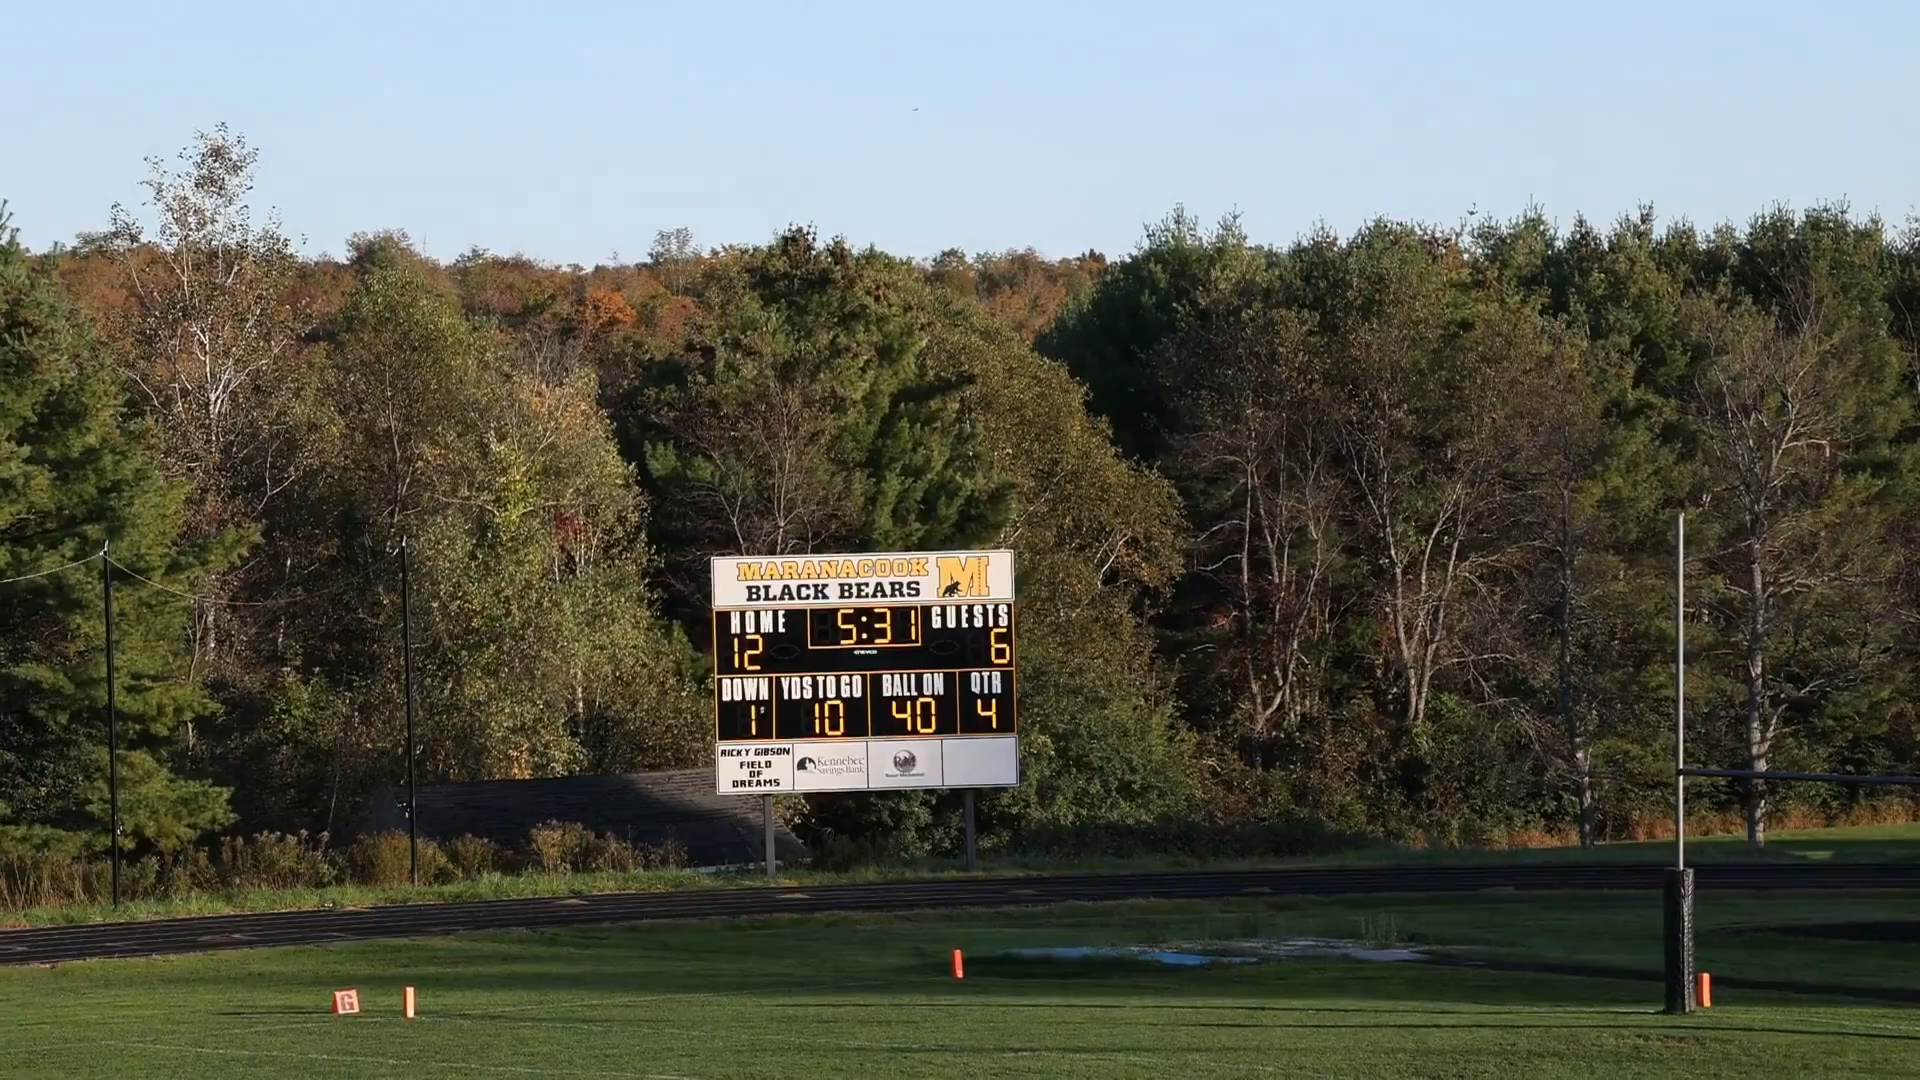 MARANACOOK M
BLACK BEARS
HOME 5:31 GUESTS
12 6
DOWN YDS TO GO BALL ON QTR
1 10 40 4
RICKY GIBSON
FIELD
OF
DREAMS
Kennebec
Savings Bank
RM
G